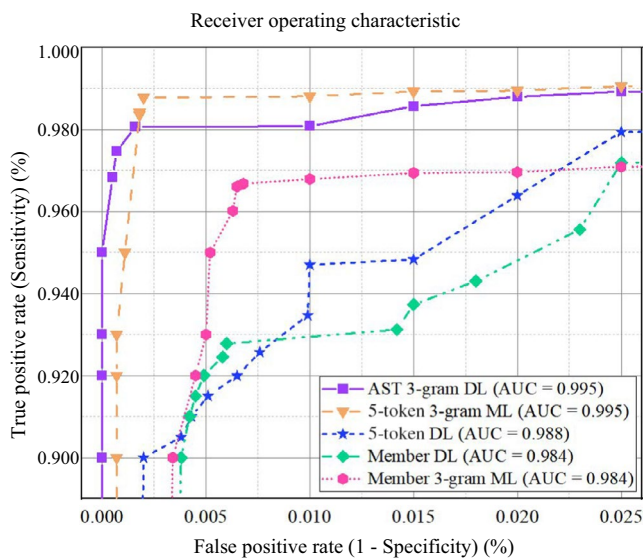 Receiver operating characteristic
True positive rate (Sensitivity) (%)
1.000
0.980
0.960
0.940
0.920
0.900
AST 3-gram DL (AUC = 0.995)
5-token 3-gram ML (AUC = 0.995)
5-token DL (AUC = 0.988)
Member DL (AUC = 0.984)
Member 3-gram ML (AUC = 0.984)
0.000 0.005 0.010 0.015 0.020 0.025
False positive rate (1 - Specificity) (%)